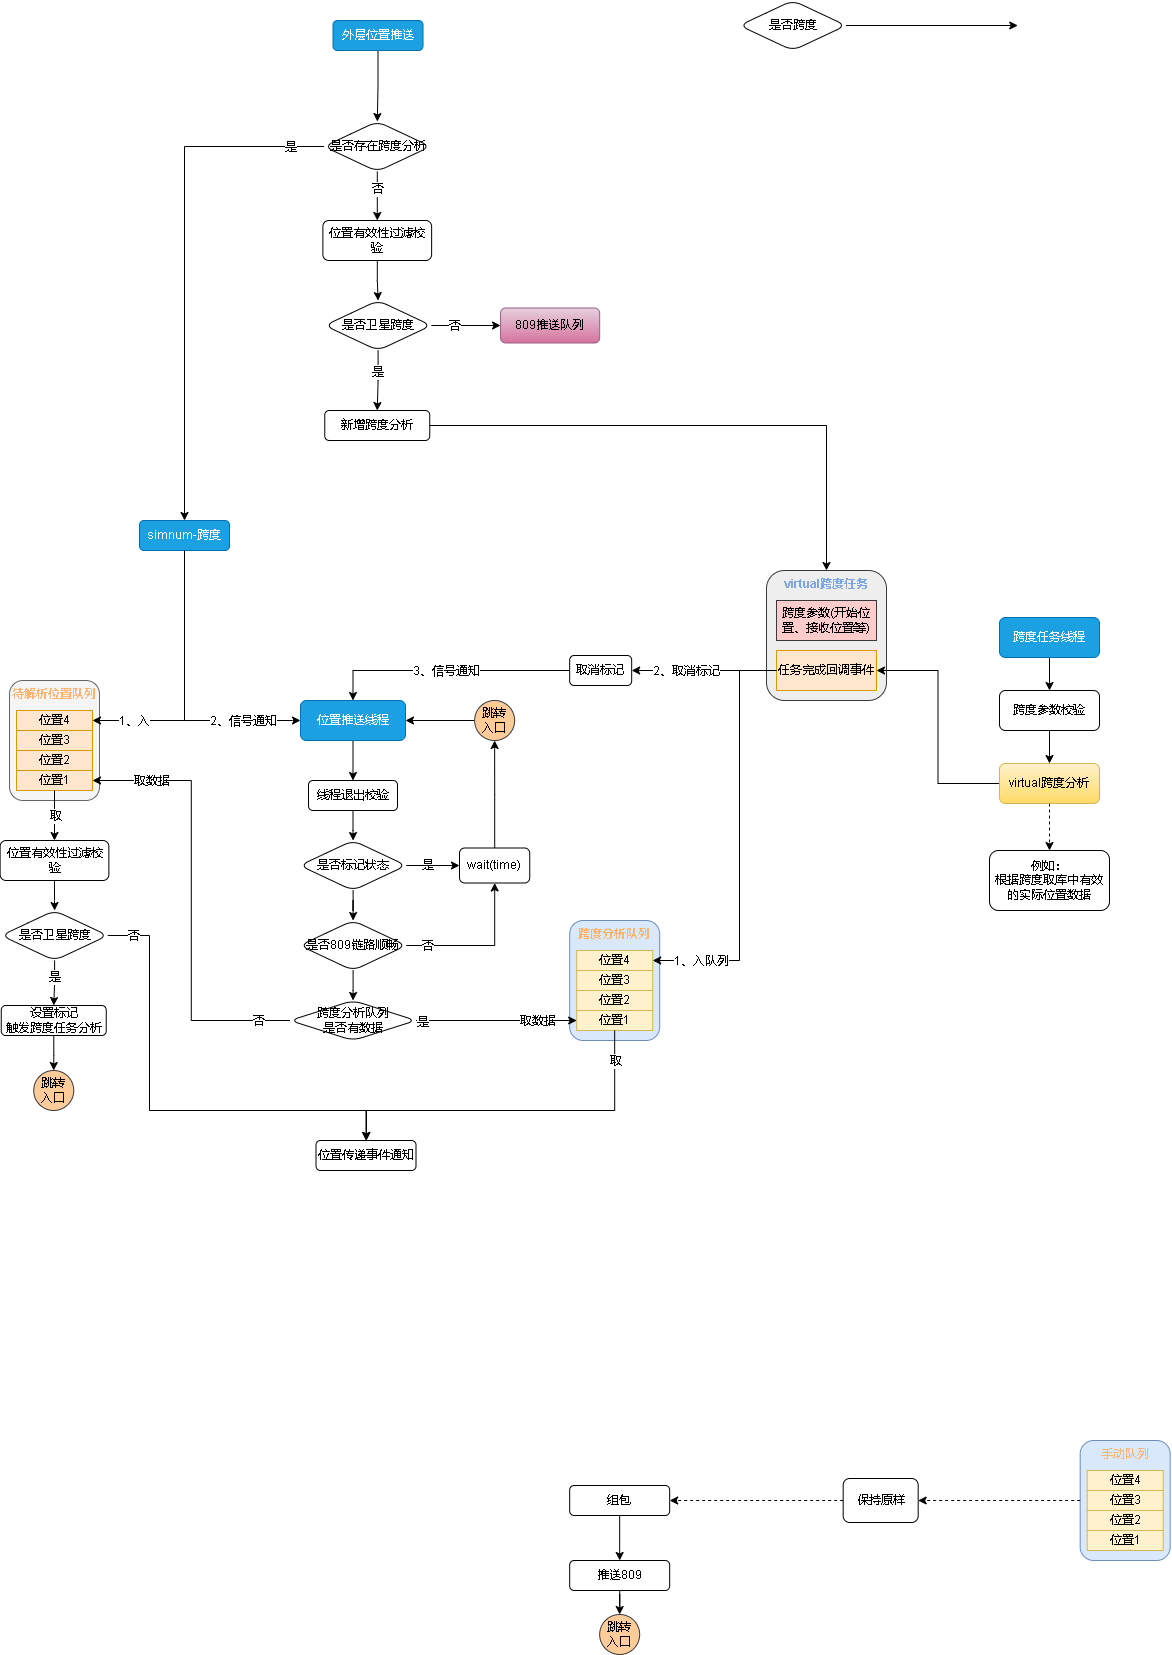 外层位置推送
是否跨度
是否存在跨度分析
是
否
位置有效性过滤校
验
是否卫星跨度
否
809推送队列
是
新增跨度分析
simnum-跨度
virtual跨度任务
跨度参数(开始位
置、接收位置等)
任务完成回调事件
跨度任务线程
跨度参数校验
virtual跨度分析
例如：
根据跨度取库中有效
的实际位置数据
3、信号通知
取消标记
2、取消标记
待解析位置队列
位置4
位置3
位置2
位置1
1、入
2、信号通知
位置推送线程
跳转
入口
取数据
线程退出校验
取
位置有效性过滤校
验
是否标记状态
是
wait(time)
是否卫星跨度
否
是否809链路顺畅
否
跨度分析队列
位置4
位置3
位置2
位置1
1、入队列
是
设置标记
触发跨度任务分析
否
跨度分析队列
是否有数据
是
取数据
取
跳转
入口
位置传递事件通知
手动队列
位置4
位置3
位置2
位置1
保持原样
组包
推送809
跳转
入口